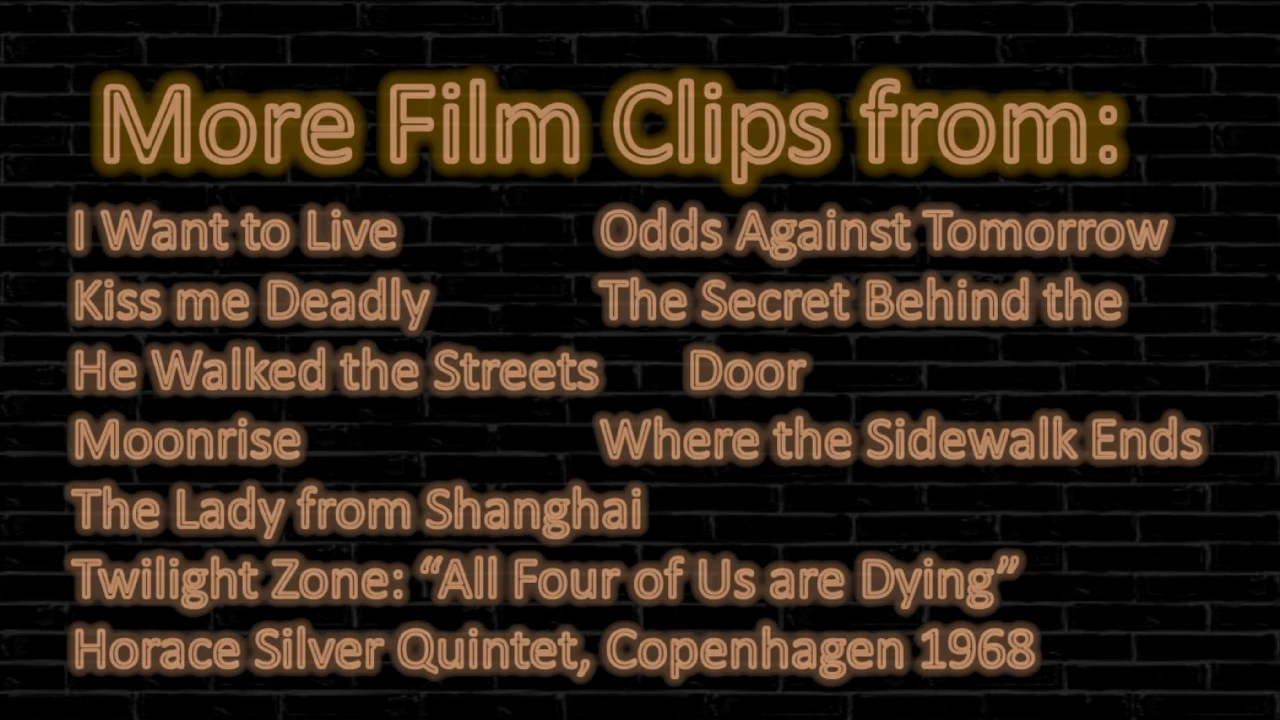 More Film Clips from:
I Want to Live
Kiss me Deadly
He Walked the Streets
Moonrise
The Lady from Shanghai
Twilight Zone: “All Four of Us are Dying”
Horace Silver Quintet, Copenhagen 1968
Odds Against Tomorrow
The Secret Behind the
Door
Where the Sidewalk Ends